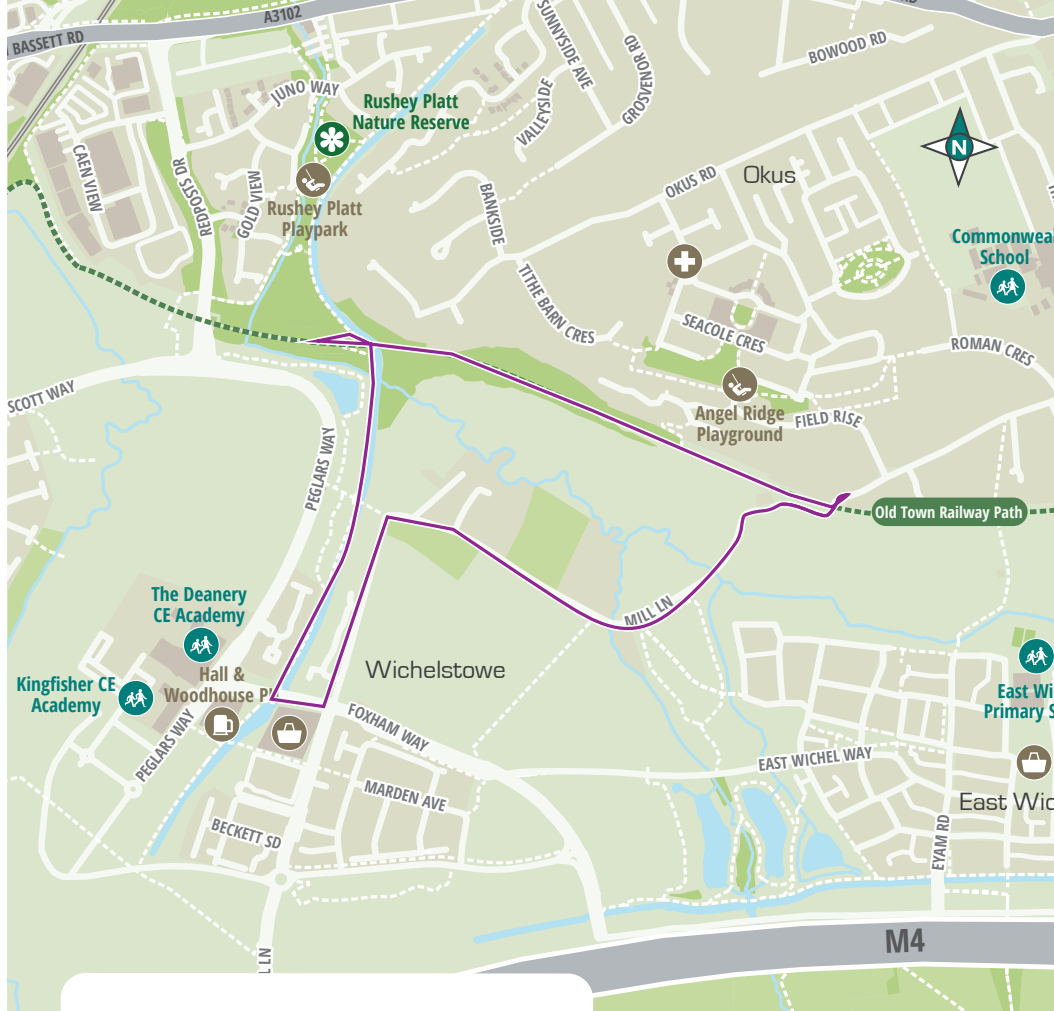 A3102
BASSETT RD
RD
SUNNYSIDE AVE
GROSVENOR RD
BOWOOD RD
JUNO WAY
Rushey Platt
Nature Reserve
VALLEYSIDE
CAEN VIEW
REDPOSTS DR
GOLD VIEW
Rushey Platt
Playpark
BANKSIDE
OKUS RD
Okus
N
Commonweal
School
TITHE BARN CRES
SEACOLE CRES
ROMAN CRES
SCOTT WAY
Angel Ridge
Playground
FIELD RISE
PEGLARS WAY
Old Town Railway Path
The Deanery
CE Academy
MILL LN
Kingfisher CE
Academy
Hall &
Woodhouse P
Wichelstowe
East Wi
Primary S
PEGLARS WAY
FOXHAM WAY
EAST WICHEL WAY
MARDEN AVE
East Wic
BECKETT SD
EYAM RD
M4
L LN